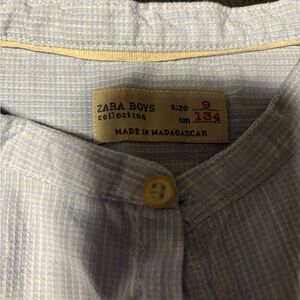 ZARA BOYS size 9
collection cm 134
MADE IN MADAGASCAR